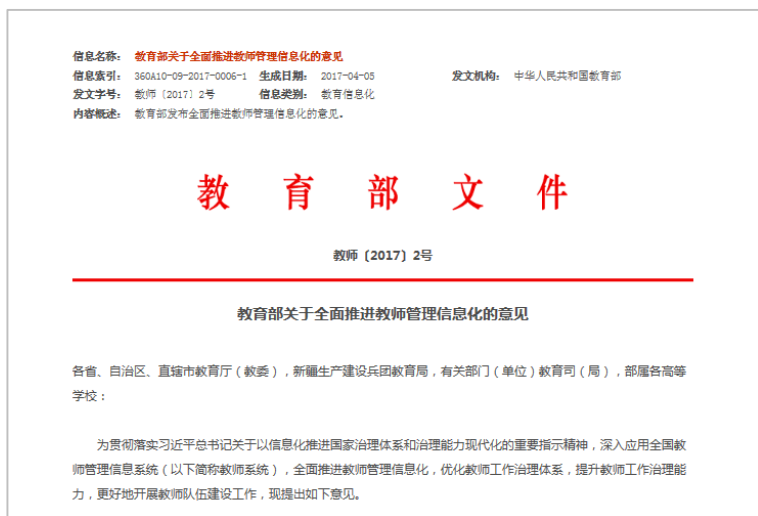 信息名称： 教育部关于全面推进教师管理信息化的意见
信息索引： 360A10-09-2017-0006-1 生成日期： 2017-04-05 发文机构： 中华人民共和国教育部
发文字号： 教师〔2017〕2号 信息类别： 教育信息化
内容概述： 教育部发布全面推进教师管理信息化的意见。
教育部文件
教师〔2017〕2号
教育部关于全面推进教师管理信息化的意见
各省、自治区、直辖市教育厅（教委），新疆生产建设兵团教育局，有关部门（单位）教育司（局），部属各高等
学校：
为贯彻落实习近平总书记关于以信息化推进国家治理体系和治理能力现代化的重要指示精神，深入应用全国教
师管理信息系统（以下简称教师系统），全面推进教师管理信息化，优化教师工作治理体系，提升教师工作治理能
力，更好地开展教师队伍建设工作，现提出如下意见。